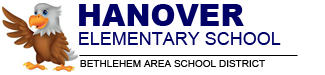 HANOVER
ELEMENTARY SCHOOL
BETHLEHEM AREA SCHOOL DISTRICT